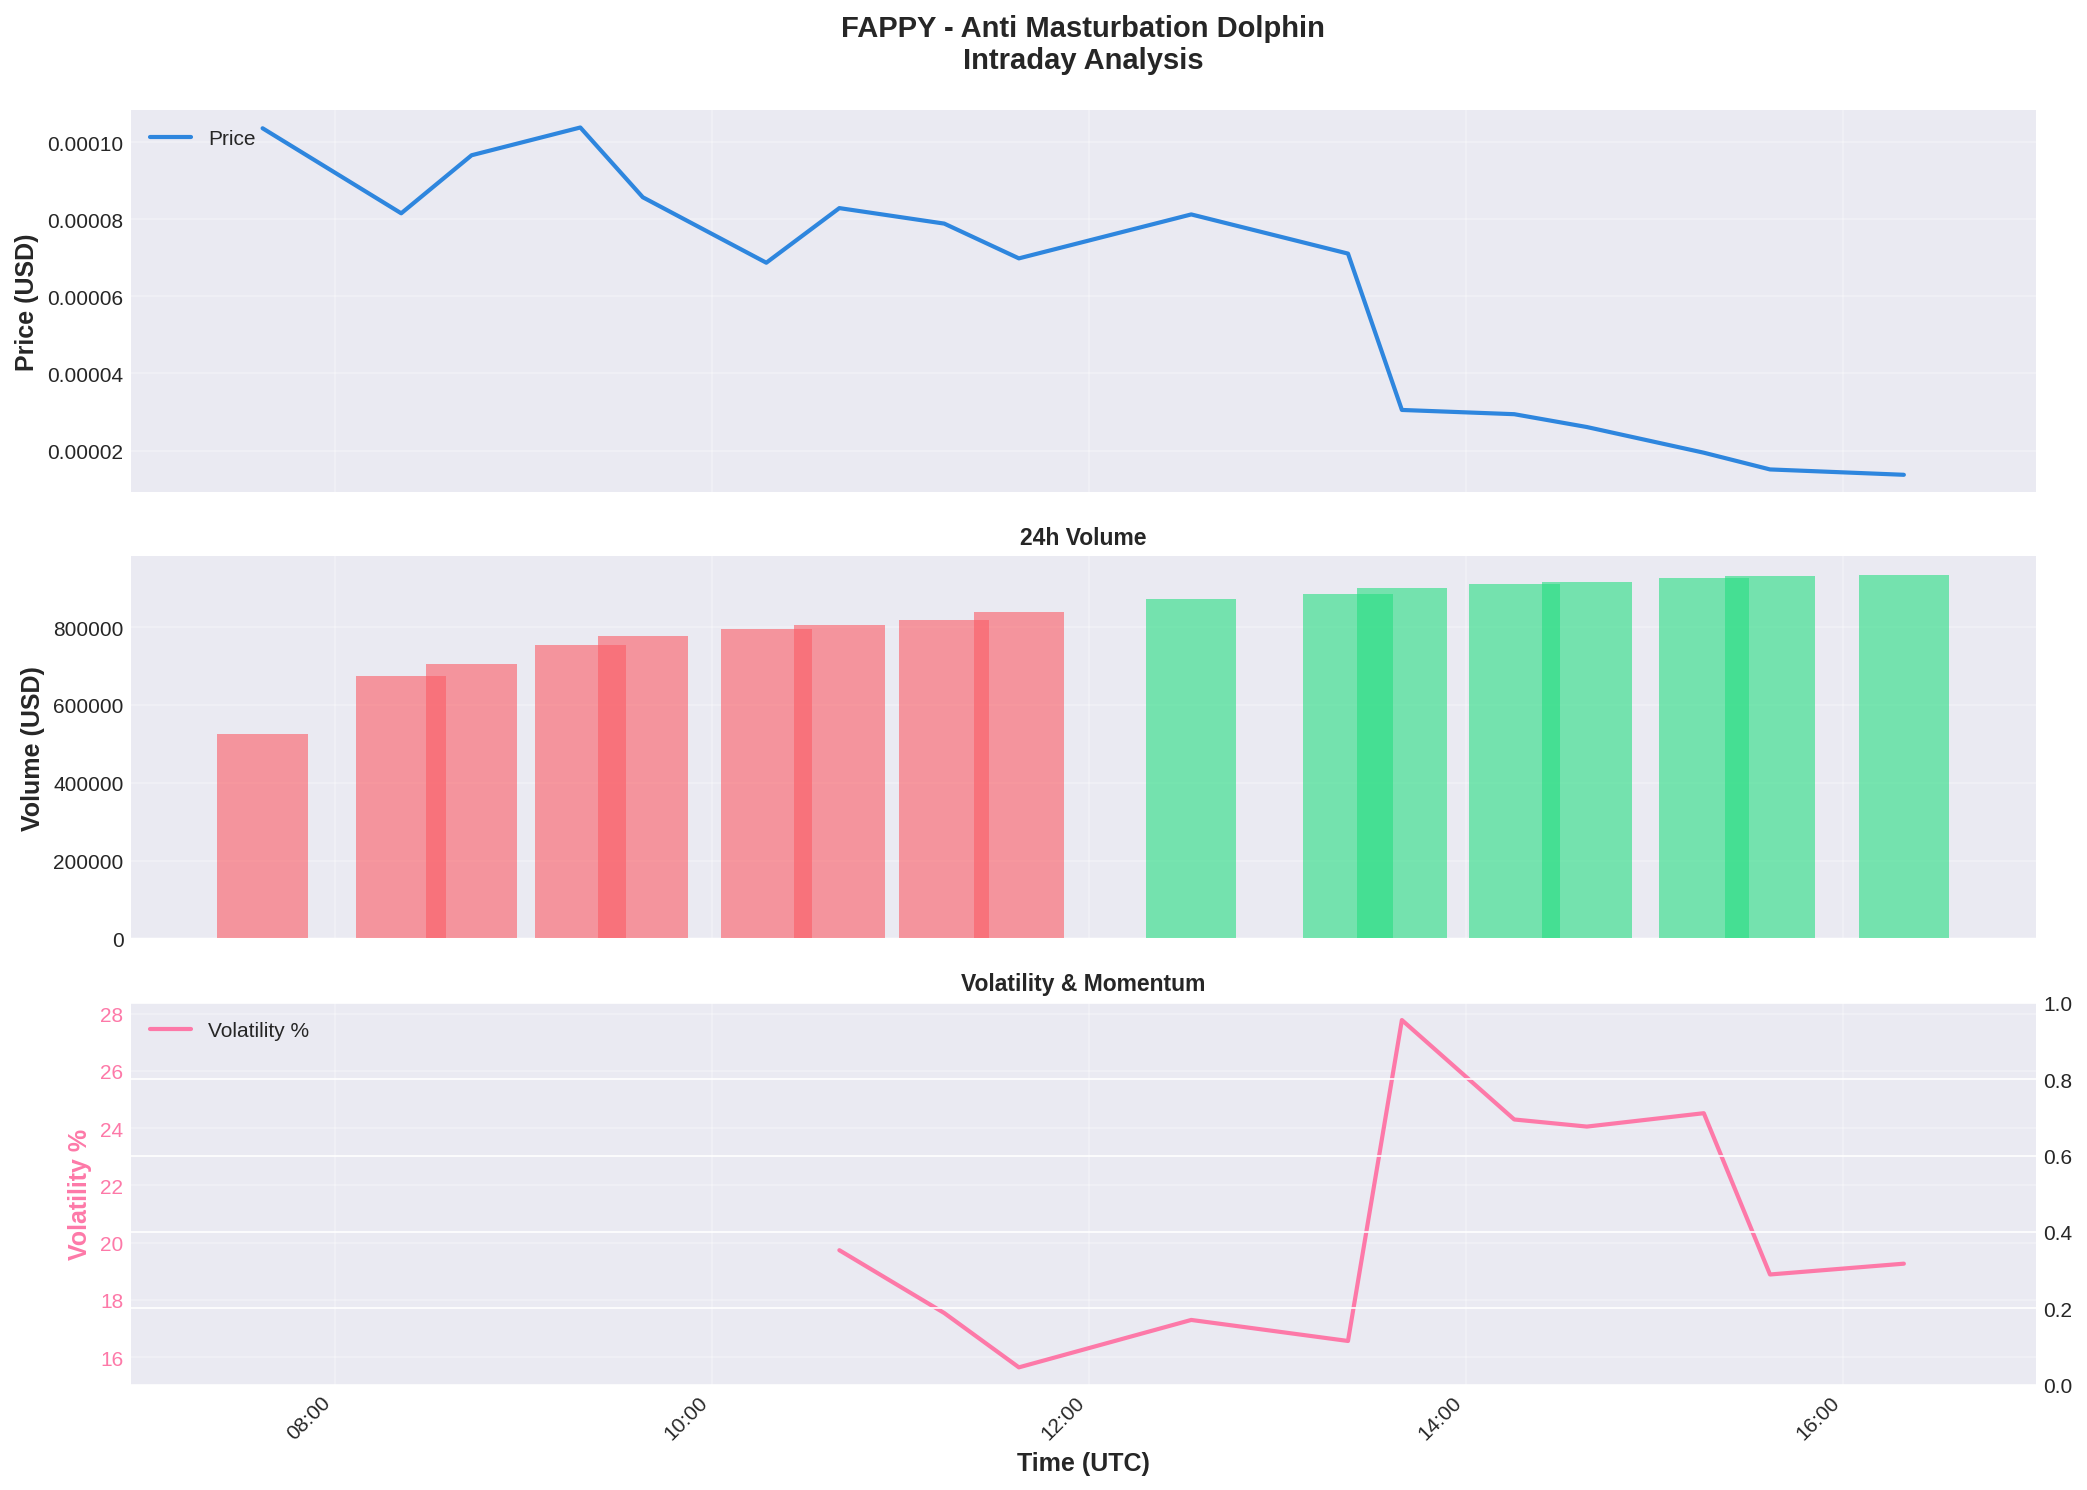 FAPPY - Anti Masturbation Dolphin
Intraday Analysis
Price
0.00010
0.00008
0.00006
0.00004
0.00002
Price (USD)
24h Volume
800000
600000
400000
200000
0
Volume (USD)
Volatility & Momentum
Volatility %
28
26
24
22
20
18
16
Volatility %
1.0
0.8
0.6
0.4
0.2
0.0
08:00
10:00
12:00
14:00
16:00
Time (UTC)